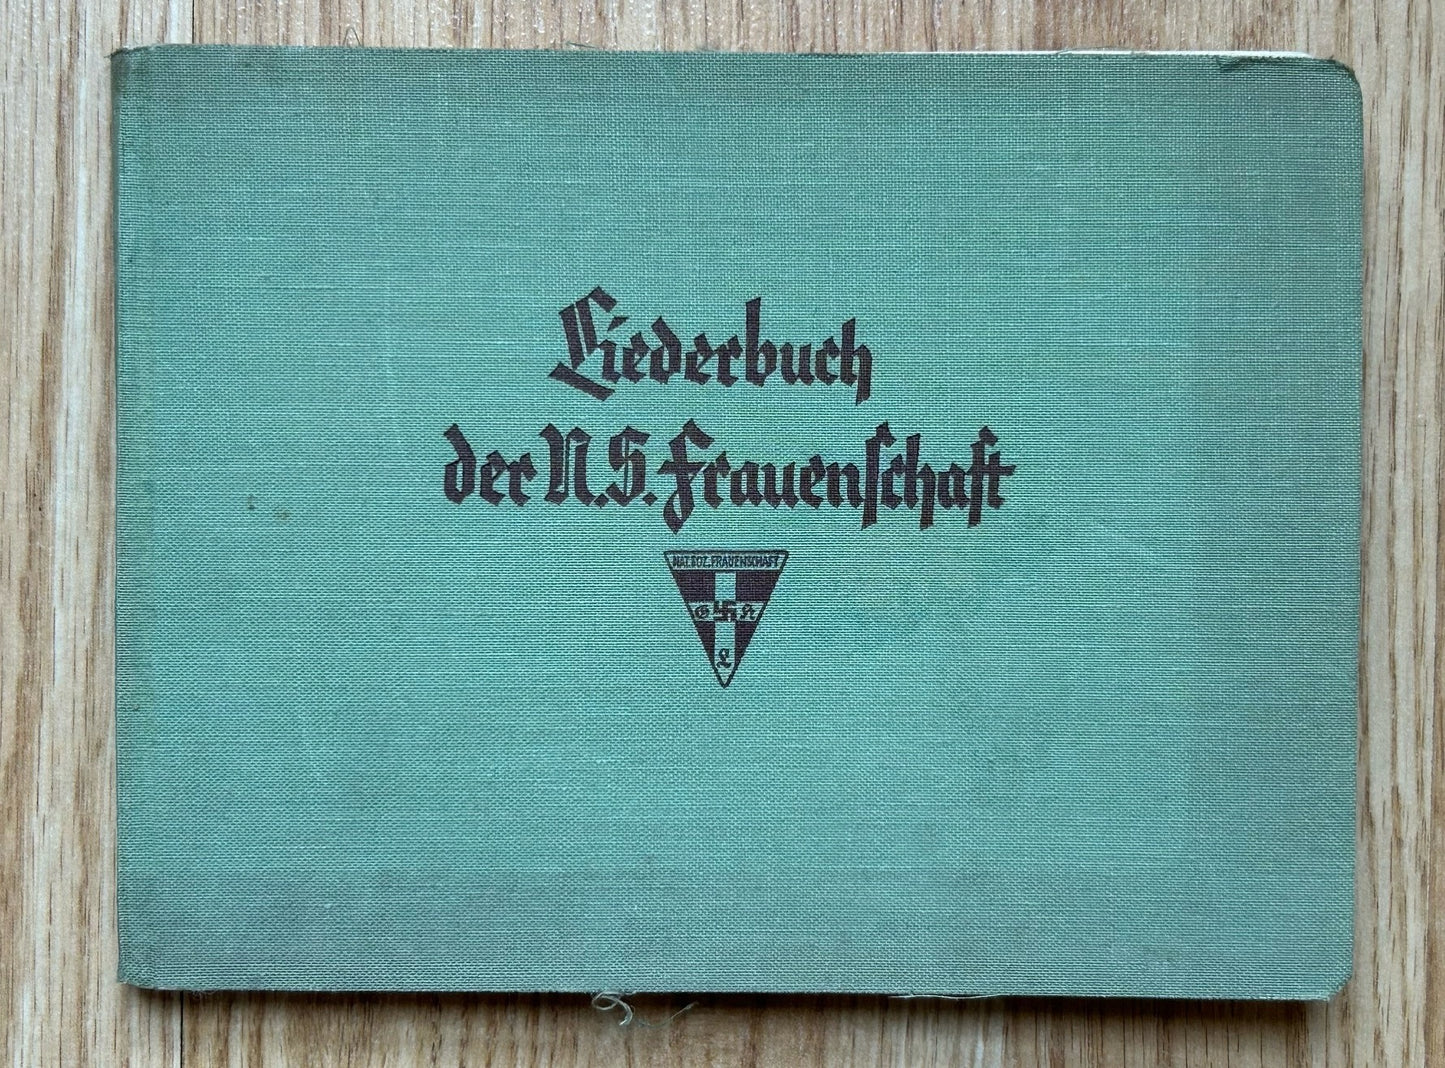 Liederbuch
der N.S. Frauenschaft
NAT. SOZ. FRAUENSCHAFT
G H
L